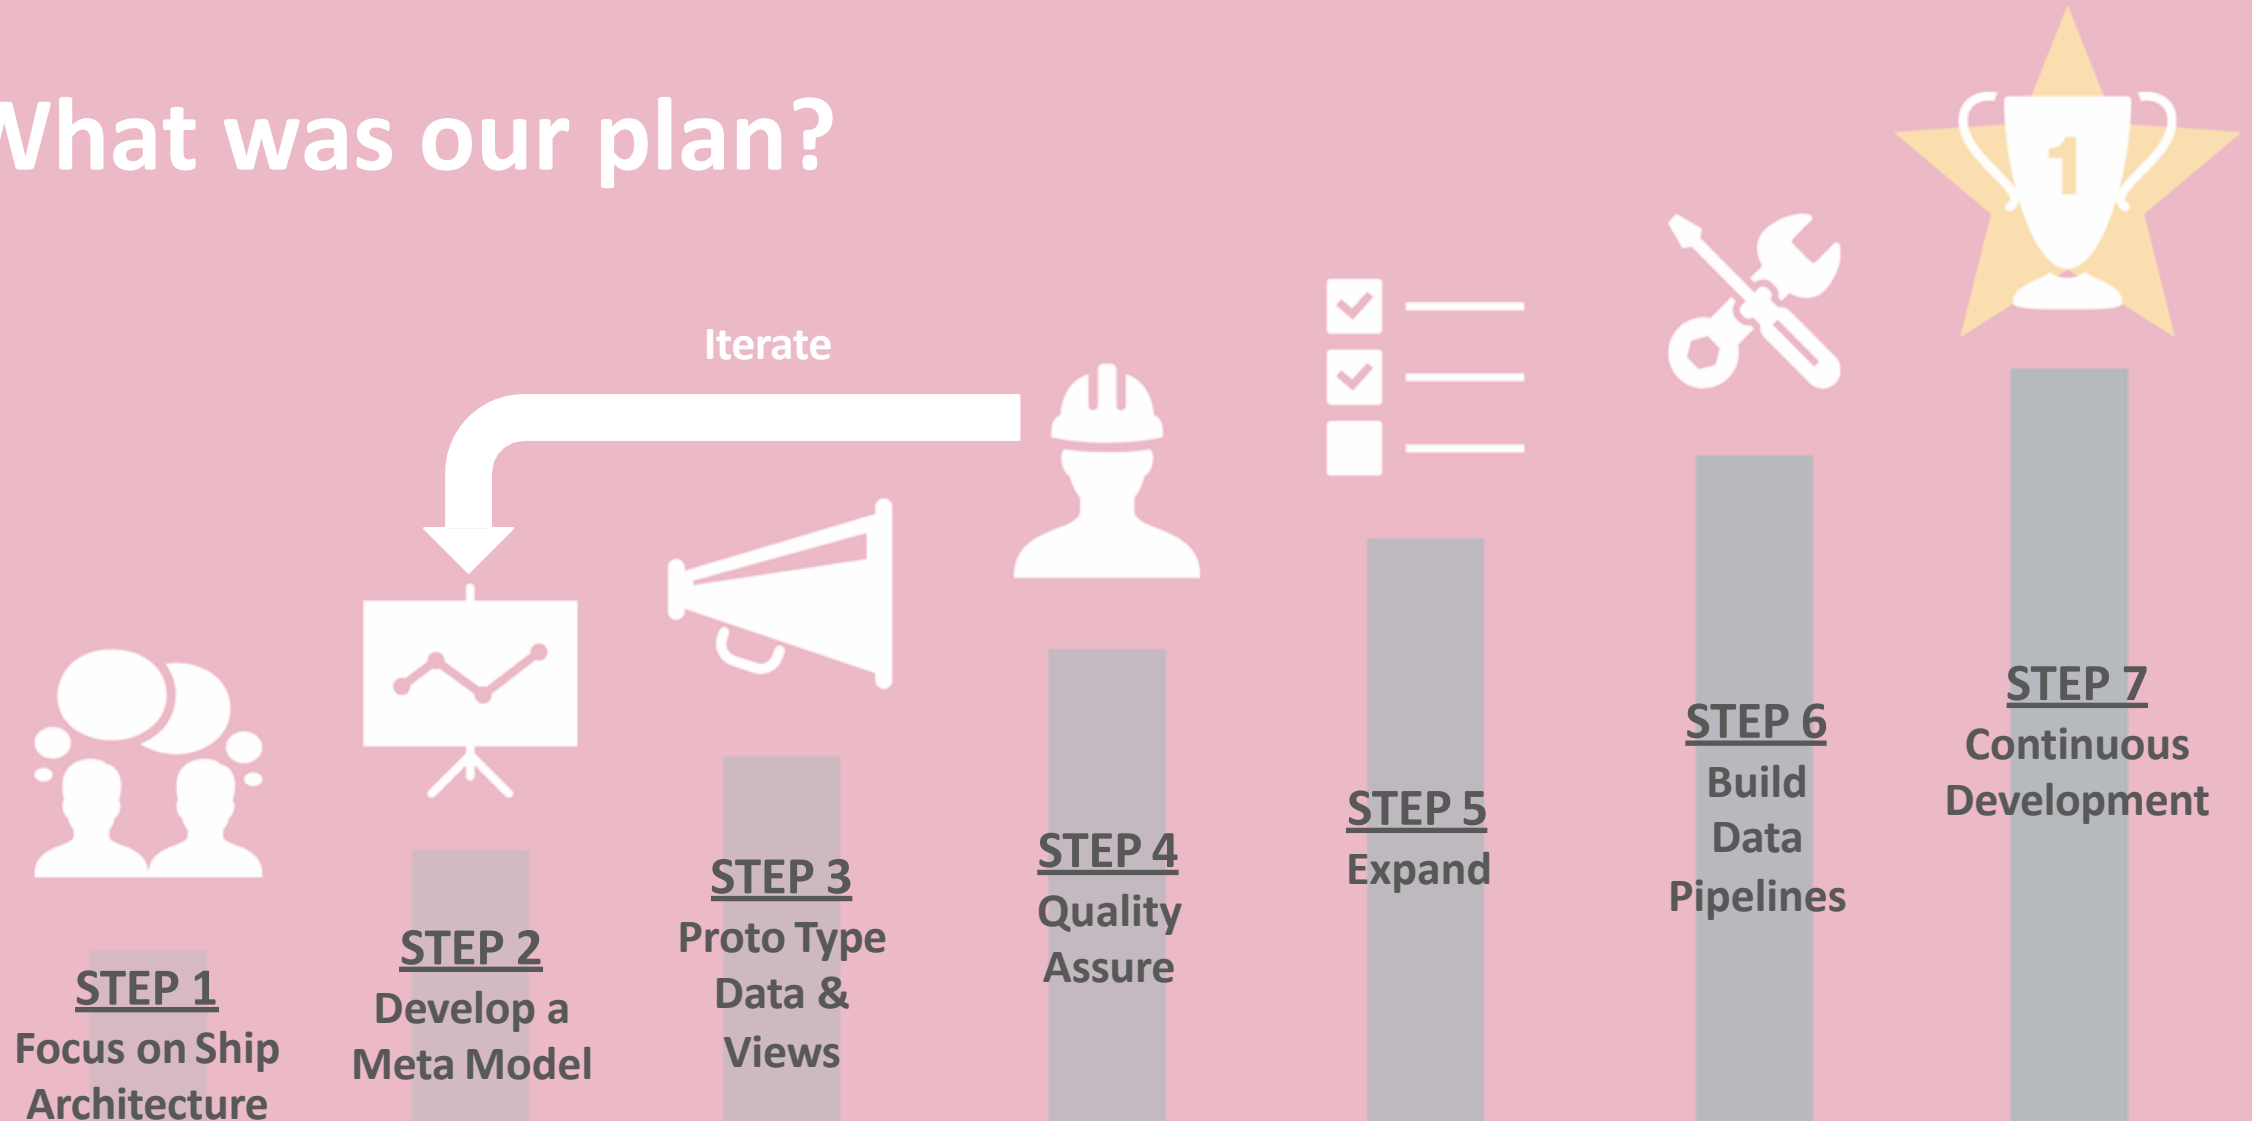 What was our plan?
Iterate
STEP 1
Focus on Ship
Architecture
STEP 2
Develop a
Meta Model
STEP 3
Proto Type
Data &
Views
STEP 4
Quality
Assure
STEP 5
Expand
STEP 6
Build
Data
Pipelines
1
STEP 7
Continuous
Development